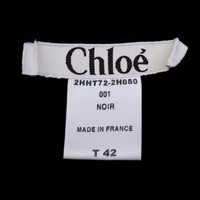 Chloé
2HHT72-2H080
001
NOIR
MADE IN FRANCE
T 42